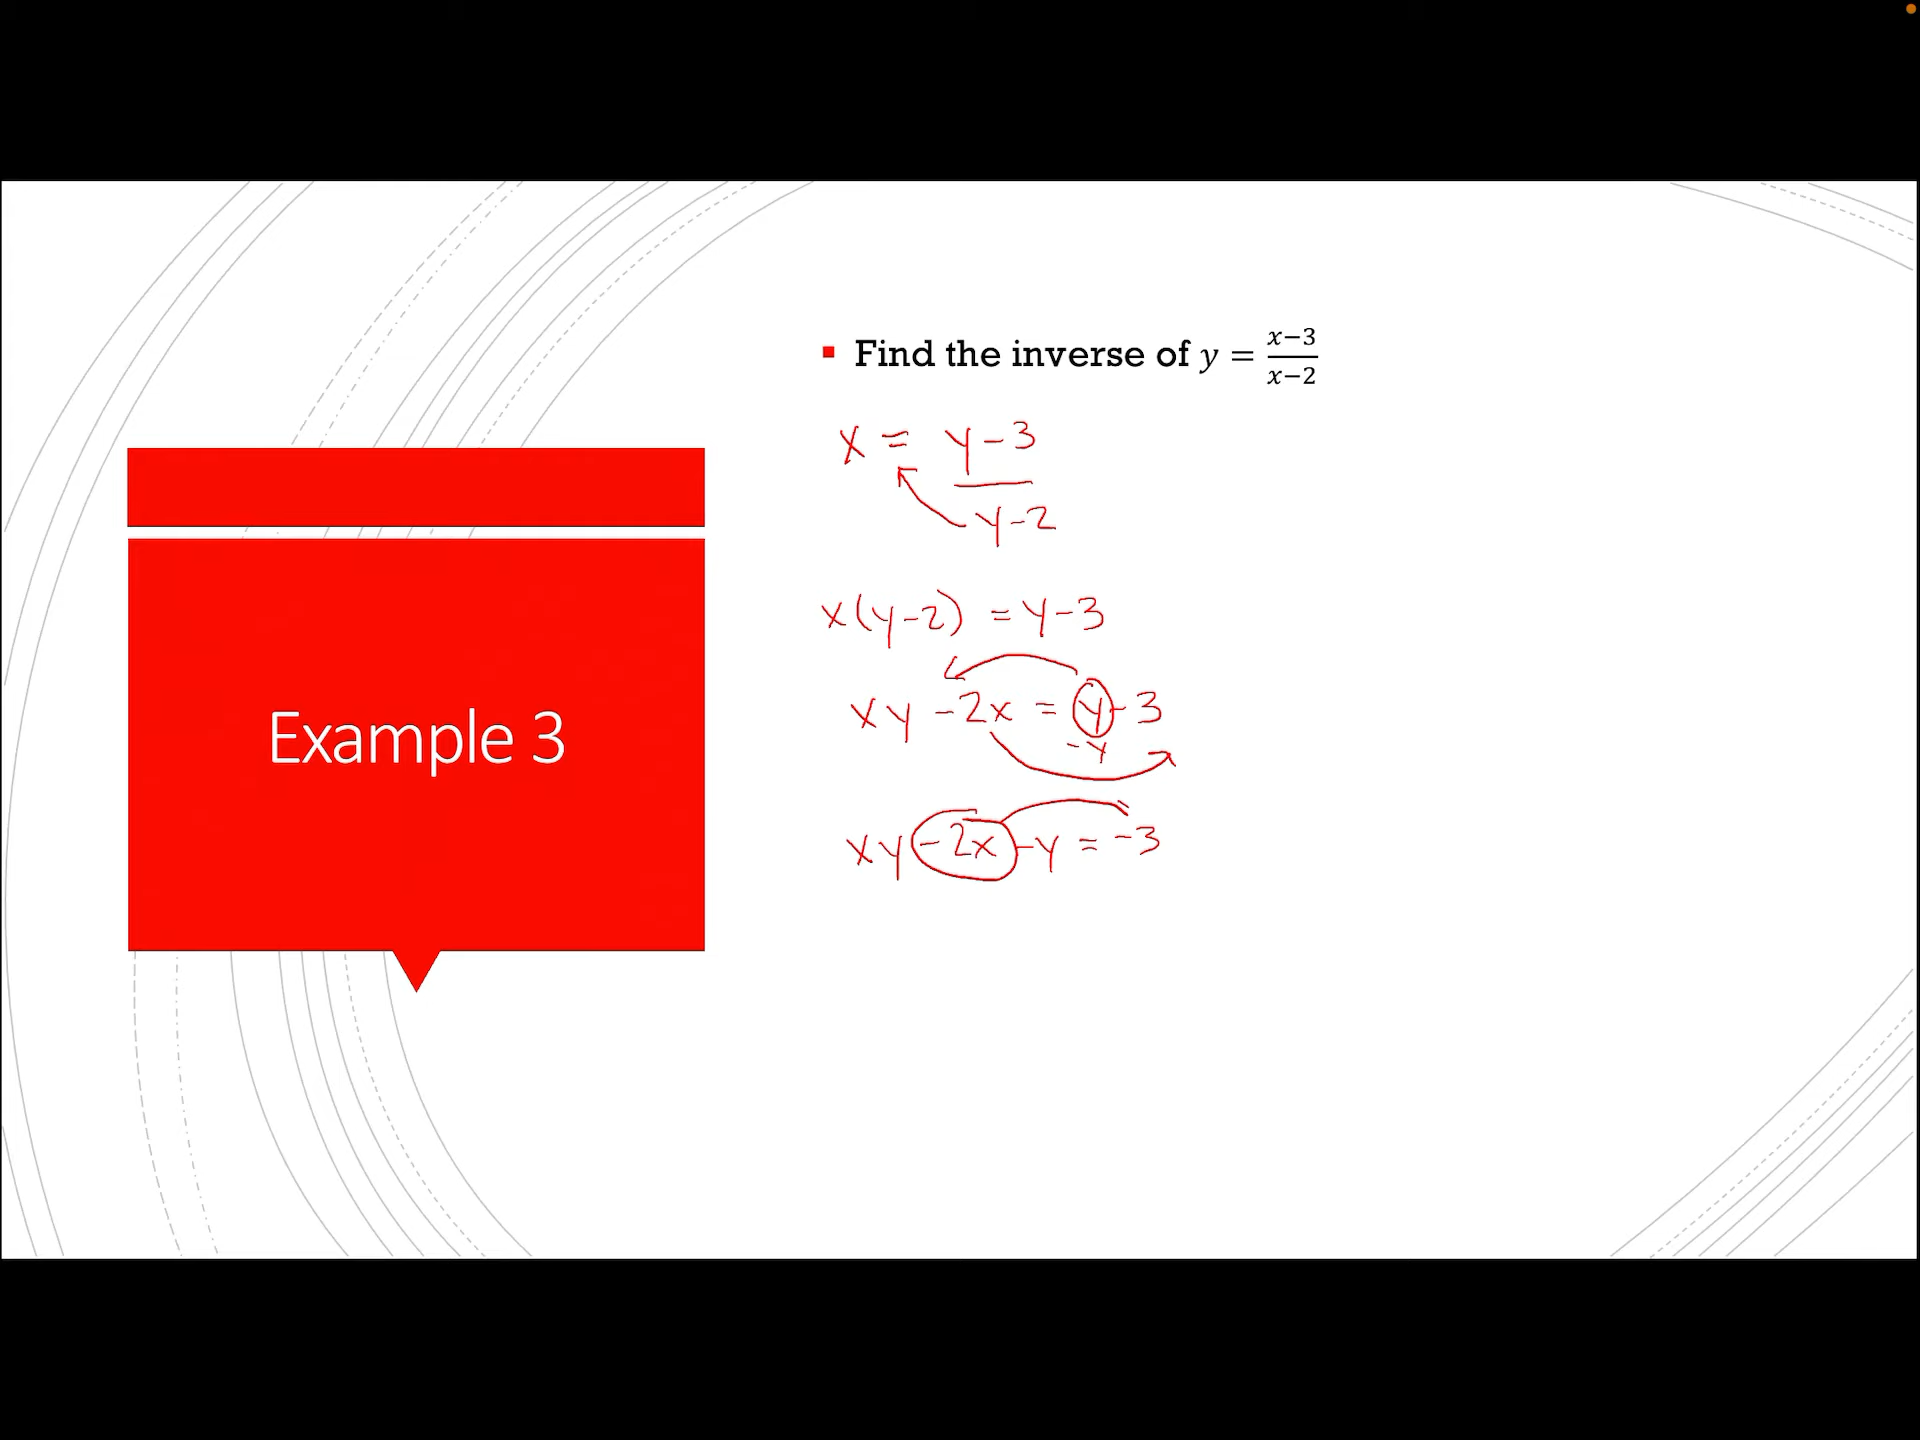 Example 3
▪ Find the inverse of y = x−3/x−2
x = y-3
y-2
x(y-2) = y-3
xy -2x = y-3
-y
xy -2x -y = -3